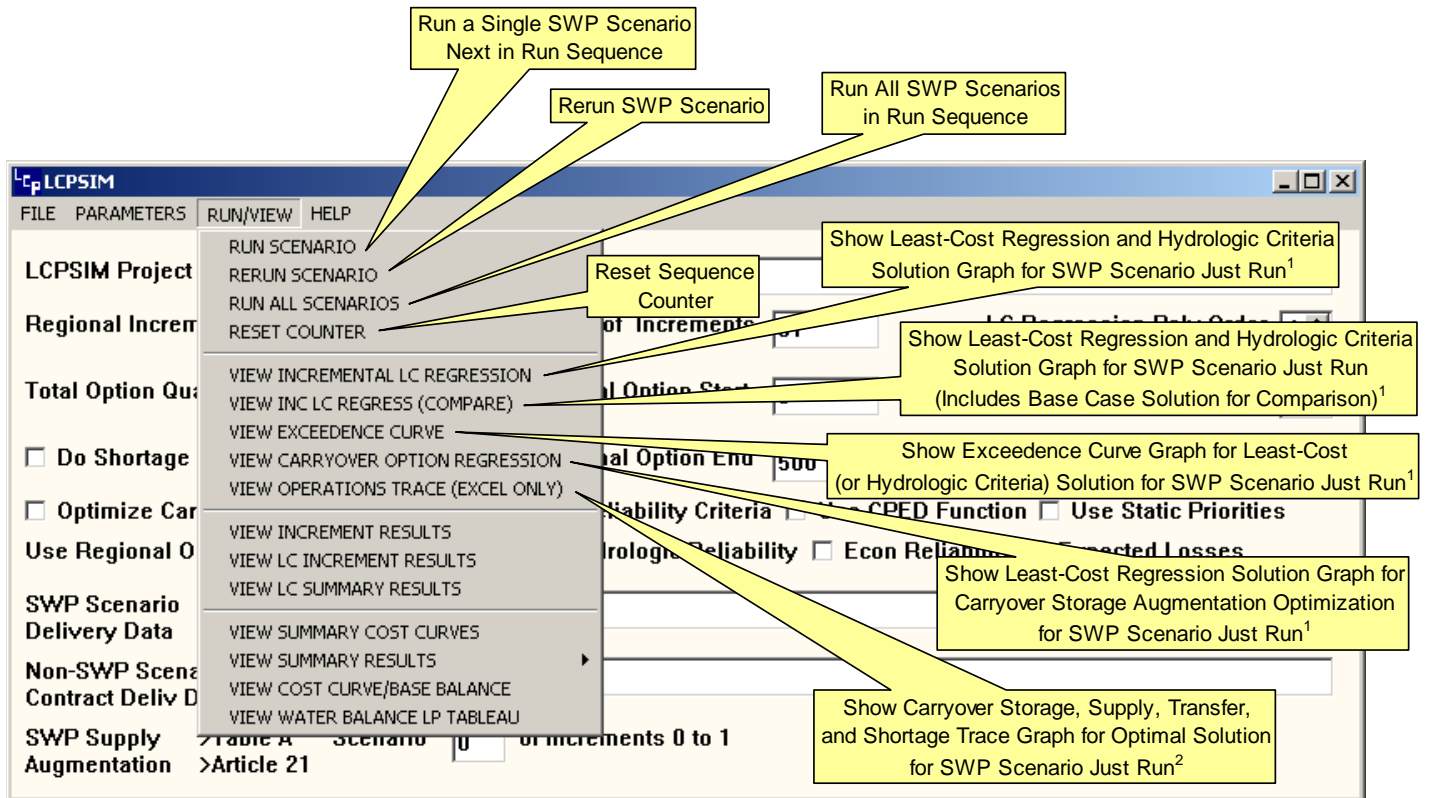 Run a Single SWP Scenario
Next in Run Sequence
Rerun SWP Scenario
Run All SWP Scenarios
in Run Sequence
LCPSIM
FILE PARAMETERS RUN/VIEW HELP
RUN SCENARIO
RERUN SCENARIO
RUN ALL SCENARIOS
RESET COUNTER
VIEW INCREMENTAL LC REGRESSION
VIEW INC LC REGRESS (COMPARE)
VIEW EXCEEDENCE CURVE
VIEW CARRYOVER OPTION REGRESSION
VIEW OPERATIONS TRACE (EXCEL ONLY)
VIEW INCREMENT RESULTS
VIEW LC INCREMENT RESULTS
VIEW LC SUMMARY RESULTS
VIEW SUMMARY COST CURVES
VIEW SUMMARY RESULTS
VIEW COST CURVE/BASE BALANCE
VIEW WATER BALANCE LP TABLEAU
Reset Sequence
Counter
Show Least-Cost Regression and Hydrologic Criteria
Solution Graph for SWP Scenario Just Run¹
Show Least-Cost Regression and Hydrologic Criteria
Solution Graph for SWP Scenario Just Run
(Includes Base Case Solution for Comparison)¹
Show Exceedence Curve Graph for Least-Cost
(or Hydrologic Criteria) Solution for SWP Scenario Just Run¹
Show Least-Cost Regression Solution Graph for
Carryover Storage Augmentation Optimization
for SWP Scenario Just Run¹
Show Carryover Storage, Supply, Transfer,
and Shortage Trace Graph for Optimal Solution
for SWP Scenario Just Run²
LCPSIM Project
Regional Increm
of Increments
Total Option Qua
Do Shortage
Option End 500
Optimize Car
Criteria Use CPED Function Use Static Priorities
Use Regional O
Reliability Econ
SWP Scenario
Delivery Data
Non-SWP Scena
Contract Deliv D
SWP Supply >Table A Scenario 0 of Increments 0 to 1
Augmentation >Article 21